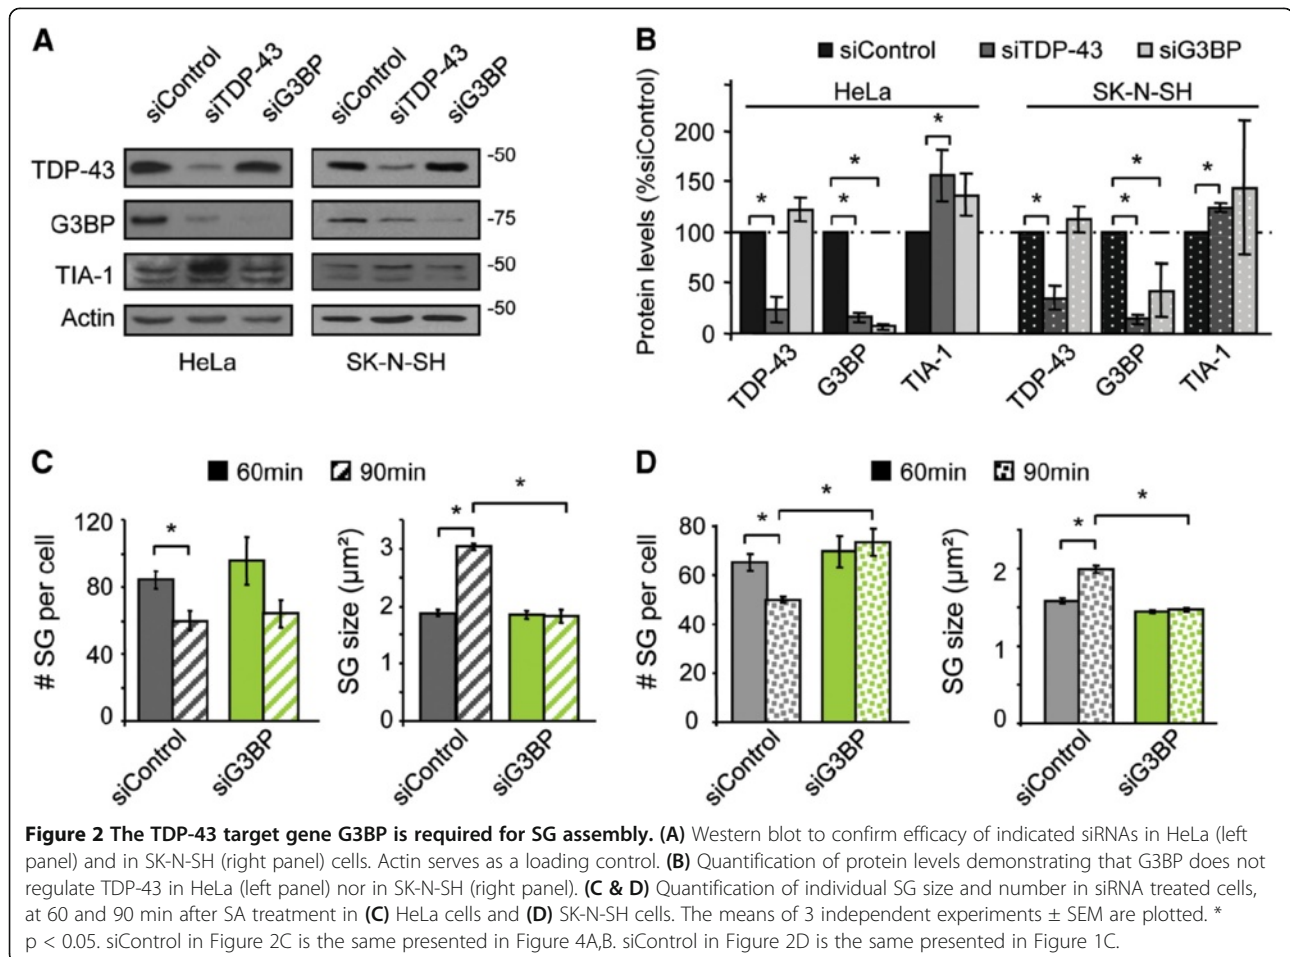 A
siControl
siTDP-43
siG3BP
siControl
siTDP-43
siG3BP
TDP-43
-50
G3BP
-75
TIA-1
-50
Actin
-50
HeLa
SK-N-SH
B
siControl
siTDP-43
siG3BP
HeLa
SK-N-SH
Protein levels (%siControl)
200
150
100
50
0
* * * *
* * * *
TDP-43
G3BP
TIA-1
TDP-43
G3BP
TIA-1
C
60min
90min
# SG per cell
120
80
40
0
*
siControl
siG3BP
SG size (µm²)
3
2
1
0
* *
siControl
siG3BP
D
60min
90min
# SG per cell
80
60
40
20
0
* *
siControl
siG3BP
SG size (µm²)
2
1
0
* *
siControl
siG3BP
Figure 2 The TDP-43 target gene G3BP is required for SG assembly. (A) Western blot to confirm efficacy of indicated siRNAs in HeLa (left
panel) and in SK-N-SH (right panel) cells. Actin serves as a loading control. (B) Quantification of protein levels demonstrating that G3BP does not
regulate TDP-43 in HeLa (left panel) nor in SK-N-SH (right panel). (C & D) Quantification of individual SG size and number in siRNA treated cells,
at 60 and 90 min after SA treatment in (C) HeLa cells and (D) SK-N-SH cells. The means of 3 independent experiments ± SEM are plotted. *
p < 0.05. siControl in Figure 2C is the same presented in Figure 4A,B. siControl in Figure 2D is the same presented in Figure 1C.